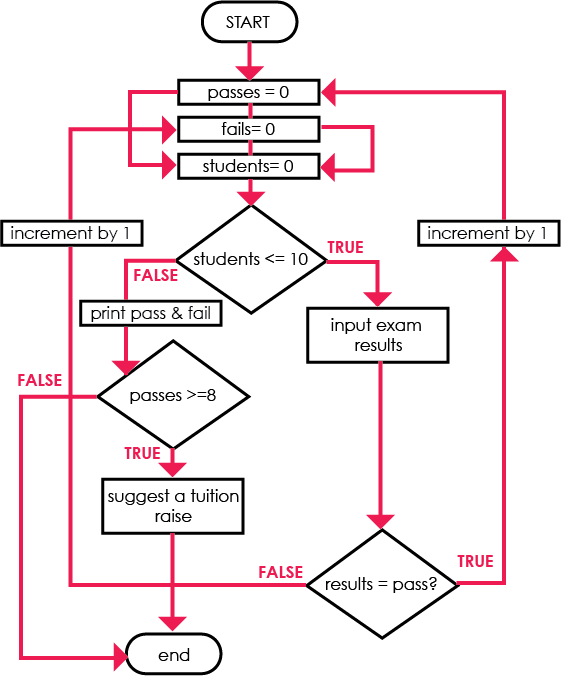 START
passes = 0
fails= 0
students= 0
increment by 1
increment by 1
students <= 10
TRUE
FALSE
print pass & fail
input exam
results
FALSE
passes >=8
TRUE
suggest a tuition
raise
FALSE
results = pass?
TRUE
end